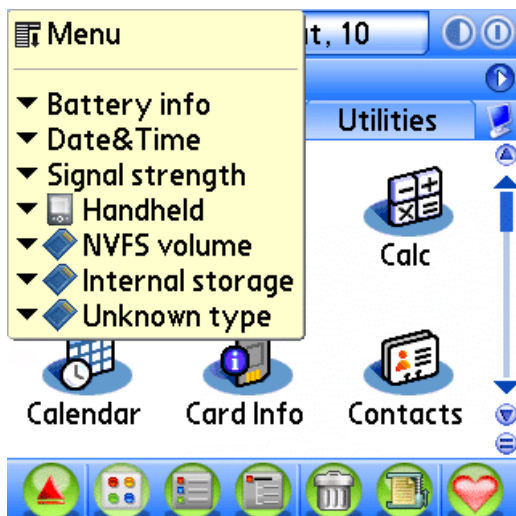 Menu
t, 10
Battery info
Date&Time
Utilities
Signal strength
Handheld
NVFS volume
Calc
Internal storage
Unknown type
Calendar
Card Info
Contacts